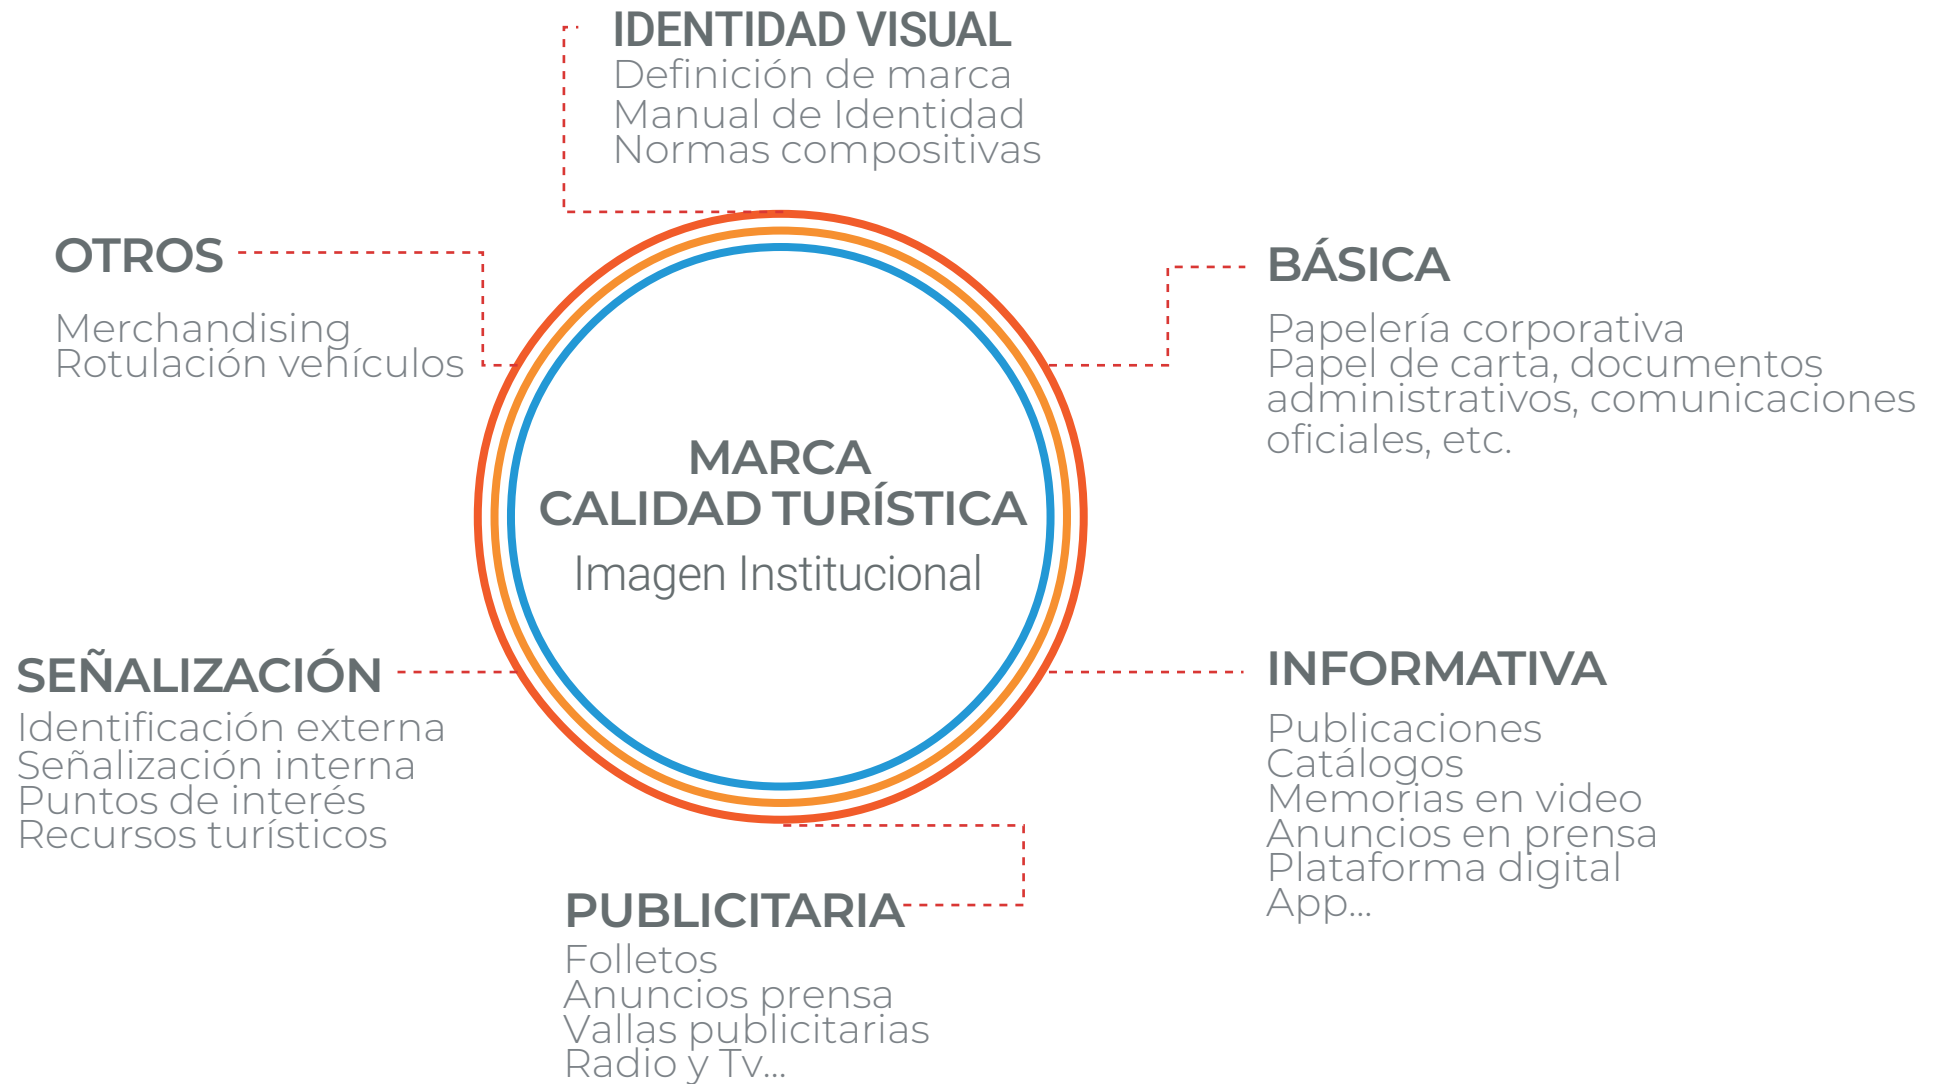 IDENTIDAD VISUAL
Definición de marca
Manual de Identidad
Normas compositivas
OTROS
Merchandising
Rotulación vehículos
BÁSICA
Papelería corporativa
Papel de carta, documentos
administrativos, comunicaciones
oficiales, etc.
MARCA
CALIDAD TURÍSTICA
Imagen Institucional
SEÑALIZACIÓN
Identificación externa
Señalización interna
Puntos de interés
Recursos turísticos
INFORMATIVA
Publicaciones
Catálogos
Memorias en video
Anuncios en prensa
Plataforma digital
App...
PUBLICITARIA
Folletos
Anuncios prensa
Vallas publicitarias
Radio y Tv...